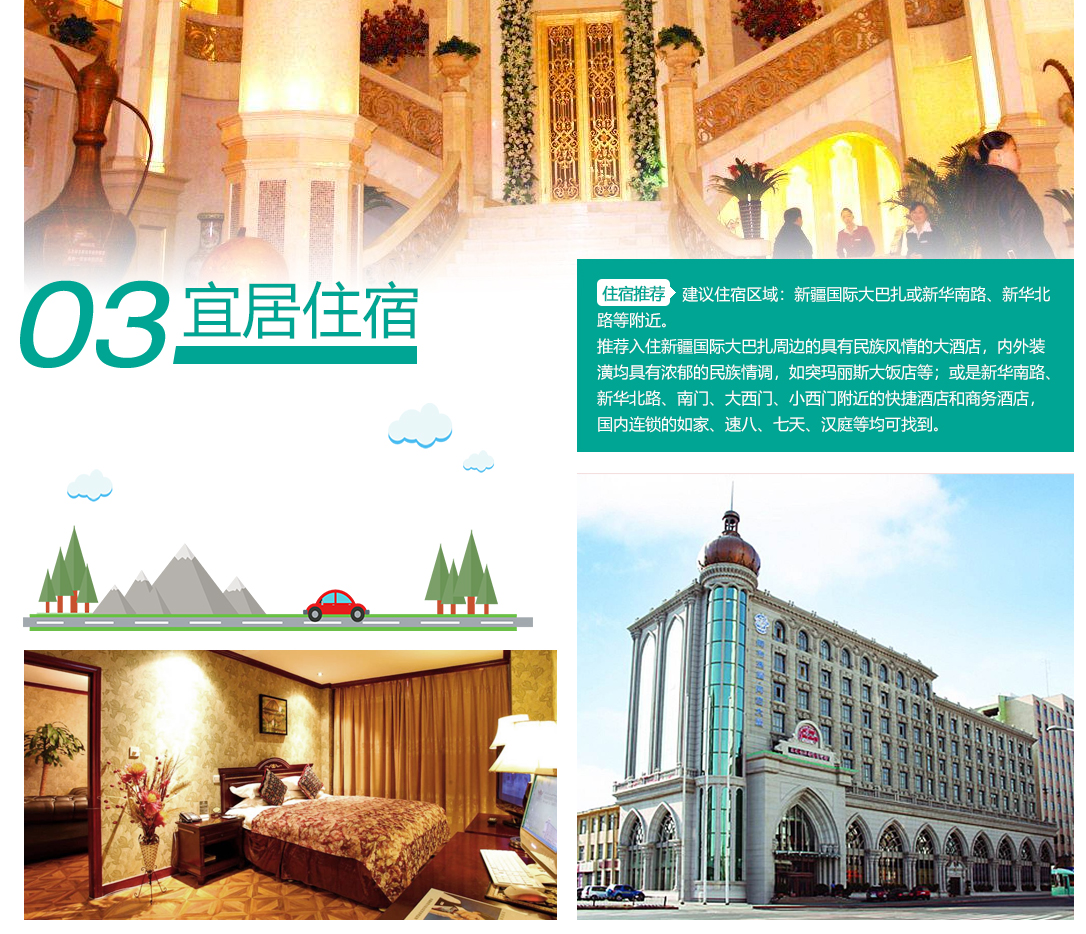 03 宜居住宿
住宿推荐 建议住宿区域：新疆国际大巴扎或新华南路、新华北
路等附近。
推荐入住新疆国际大巴扎周边的具有民族风情的大酒店，内外装
潢均具有浓郁的民族情调，如突玛丽斯大饭店等；或是新华南路、
新华北路、南门、大西门、小西门附近的快捷酒店和商务酒店，
国内连锁的如家、速八、七天、汉庭等均可找到。